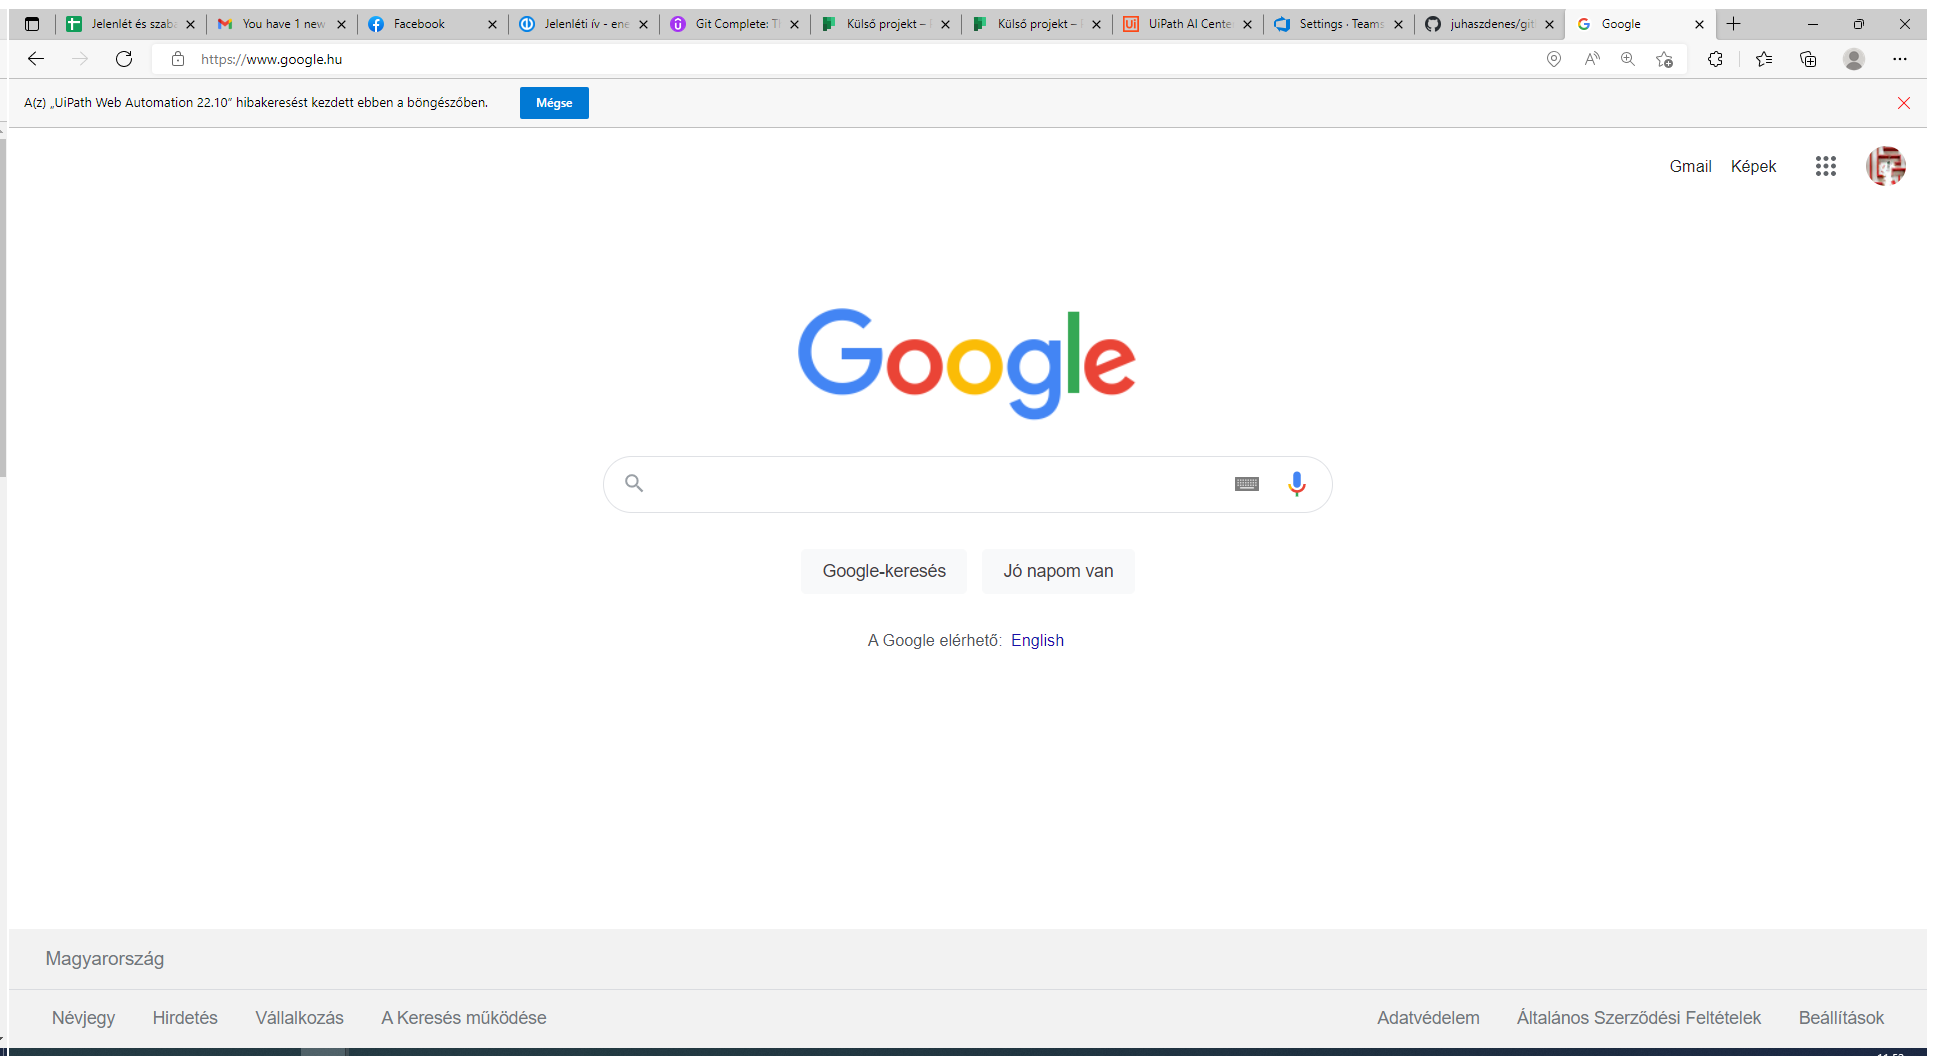 Jelenlét és szaba
You have 1 new
Facebook
Jelenléti ív - ene
Git Complete: Th
Külső projekt –
Külső projekt –
UiPath AI Center
Settings · Teams
juhaszdenes/git
Google
https://www.google.hu
A(z) „UiPath Web Automation 22.10” hibakeresést kezdett ebben a böngészőben.
Mégse
Gmail
Képek
Google
Google-keresés
Jó napom van
A Google elérhető: English
Magyarország
Névjegy
Hirdetés
Vállalkozás
A Keresés működése
Adatvédelem
Általános Szerződési Feltételek
Beállítások